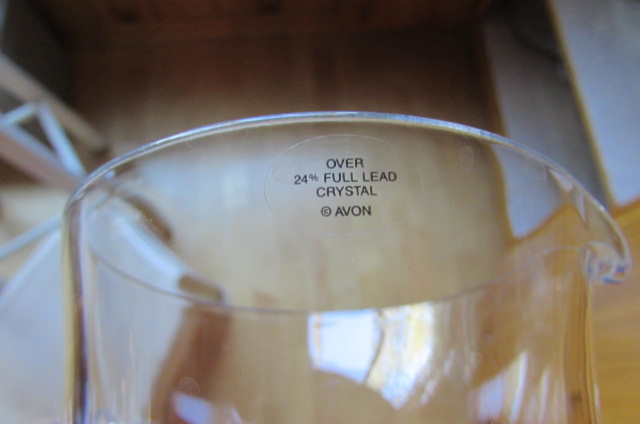 OVER
24% FULL LEAD
CRYSTAL
© AVON